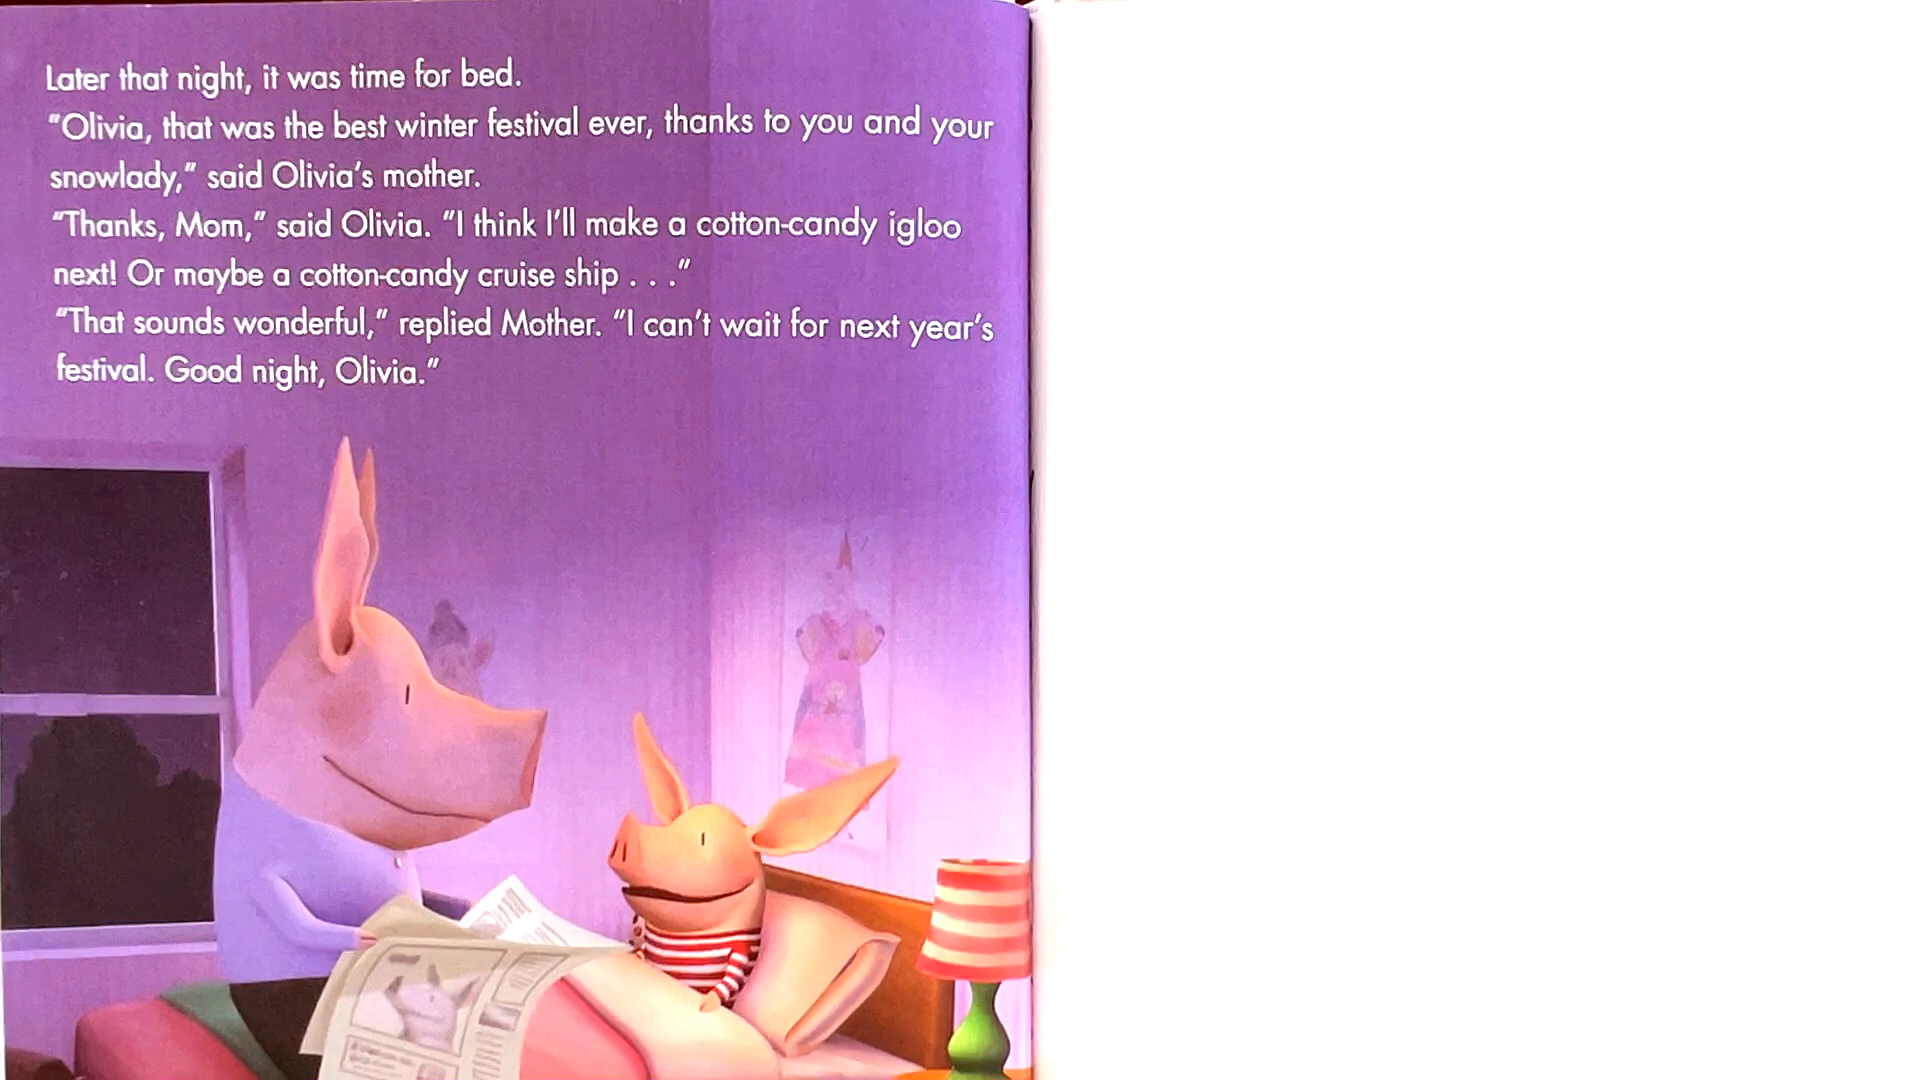 Later that night, it was time for bed.
"Olivia, that was the best winter festival ever, thanks to you and your
snowlady," said Olivia's mother.
"Thanks, Mom," said Olivia. "I think I'll make a cotton-candy igloo
next! Or maybe a cotton-candy cruise ship . . ."
"That sounds wonderful," replied Mother. "I can't wait for next year's
festival. Good night, Olivia."